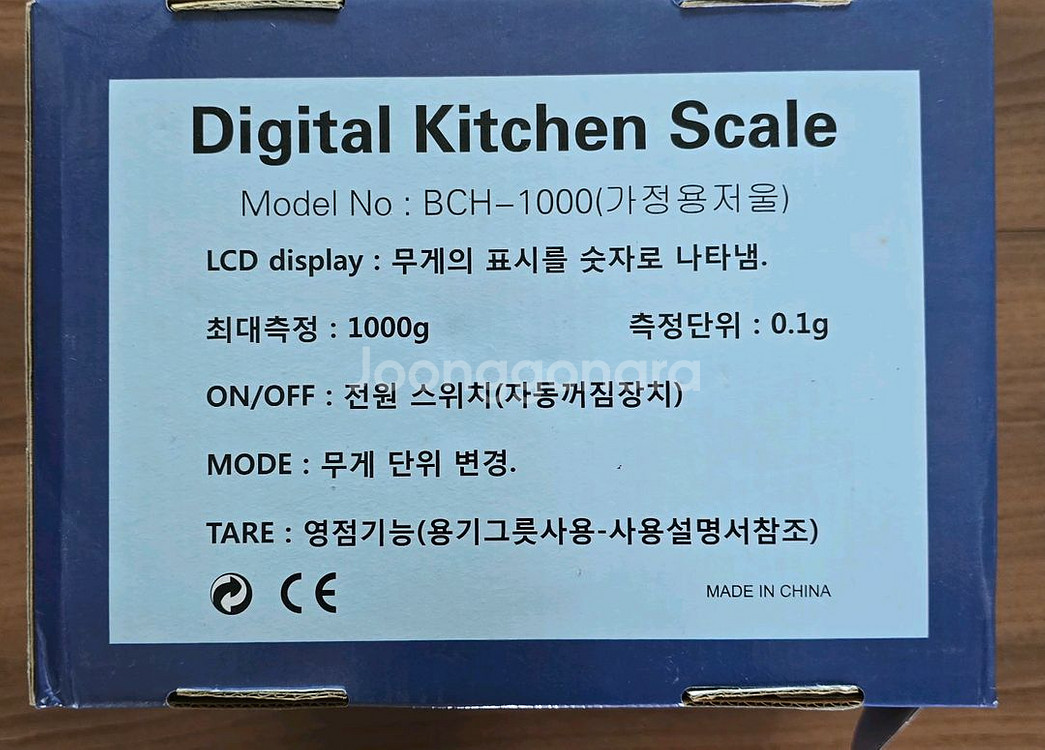 Digital Kitchen Scale
Model No : BCH-1000(가정용저울)
LCD display : 무게의 표시를 숫자로 나타냄.
최대측정 : 1000g 측정단위 : 0.1g
Joonggonara
ON/OFF : 전원 스위치(자동꺼짐장치)
MODE : 무게 단위 변경.
TARE : 영점기능(용기그릇사용-사용설명서참조)
CE MADE IN CHINA